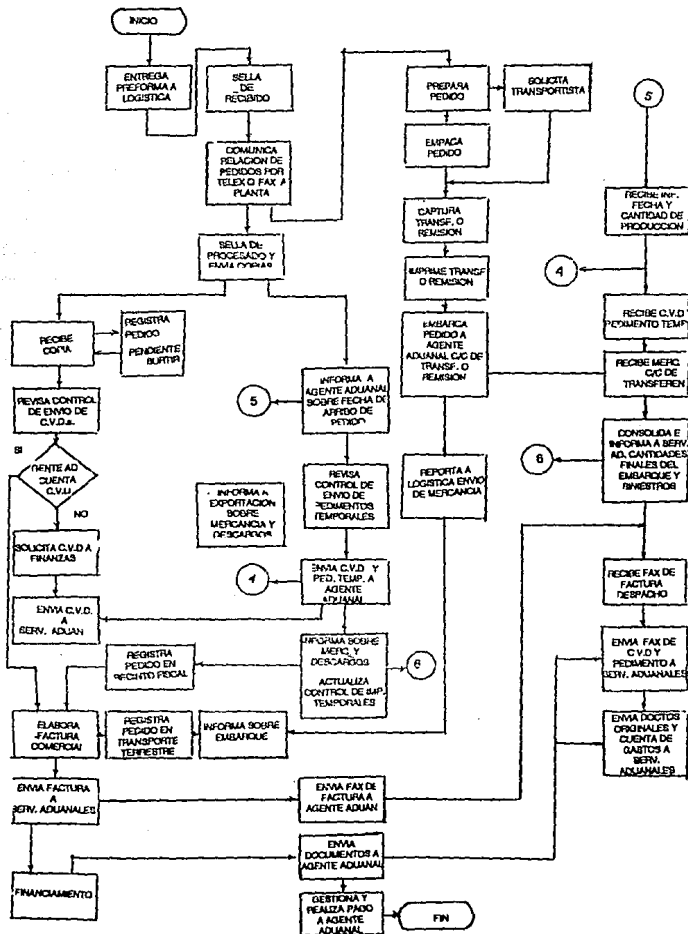 INICIO
ENTREGA
PREFORMA A
LOGISTICA
SELLA
DE
RECIBIDO
COMUNICA
RELACION DE
PEDIDOS POR
TELEX O FAX A
PLANTA
SELLA DE
PROCESADO Y
ENVIA COPIAS
RECIBE
COPIA
REGISTRA
PEDIDO
PENDIENTE
SURTIR
REVISA CONTROL
DE ENVIO DE
C.V.D.s.
SI
GENTE AD
CUENTA
C.V.D.
NO
SOLICITA C.V.D A
FINANZAS
ENVIA C.V.D.
A
SERV. ADUAN
ELABORA
FACTURA
COMERCIAL
ENVIA FACTURA
A
SERV. ADUANALES
FINANCIAMIENTO
REGISTRA
PEDIDO EN
RECINTO FISCAL
REGISTRA
PEDIDO EN
TRANSPORTE
TERRESTRE
INFORMA SOBRE
EMBARQUE
INFORMA A
EXPORTACION
SOBRE
MERCANCIA Y
DESCARGOS
5
INFORMA A
AGENTE ADUANAL
SOBRE FECHA DE
ARRIBO DE
PEDIDO
REVISA
CONTROL DE
ENVIO DE
PEDIMENTOS
TEMPORALES
4
ENVIA C.V.D Y
PED. TEMP. A
AGENTE
ADUANAL
INFORMA SOBRE
MERC. Y
DESCARGOS
ACTUALIZA
CONTROL DE IMP.
TEMPORALES
6
ENVIA FAX DE
FACTURA A
AGENTE ADUAN
ENVIA
DOCUMENTOS A
AGENTE ADUANAL
GESTIONA Y
REALIZA PAGO
A AGENTE
ADUANAL
FIN
PREPARA
PEDIDO
SOLICITA
TRANSPORTISTA
EMPACA
PEDIDO
CAPTURA
TRANSF. O
REMISION
IMPRIME TRANSF
O REMISION
EMBARCA
PEDIDO A
AGENTE
ADUANAL C/C DE
TRANSF. O
REMISION
REPORTA A
LOGISTICA ENVIO
DE MERCANCIA
5
RECIBE INF.
FECHA Y
CANTIDAD DE
PRODUCCION
4
RECIBE C.V.D
PEDIMENTO TEMP
RECIBE MERC.
C/C DE
TRANSFEREN
CONSOLIDA E
INFORMA A SERV.
AD. CANTIDADES
FINALES DEL
EMBARQUE Y
SINIESTROS
6
RECIBE FAX DE
FACTURA
DESPACHO
ENVIA FAX DE
C.V.D Y
PEDIMENTO A
SERV. ADUANALES
ENVIA DOCTOS
ORIGINALES Y
CUENTA DE
GASTOS A
SERV.
ADUANALES